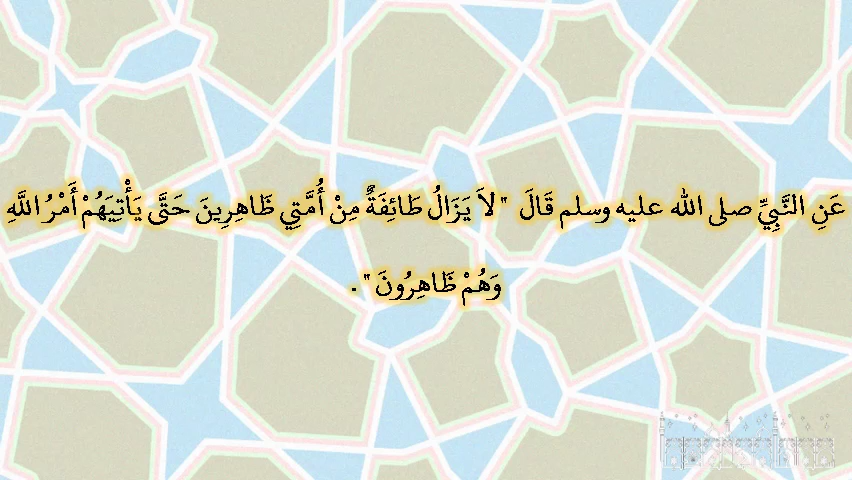 عَنِ النَّبِيِّ صلى الله عليه وسلم قَالَ " لاَ يَزَالُ طَائِفَةٌ مِنْ أُمَّتِي ظَاهِرِينَ حَتَّى يَأْتِيَهُمْ أَمْرُ اللَّهِ
وَهُمْ ظَاهِرُونَ " .